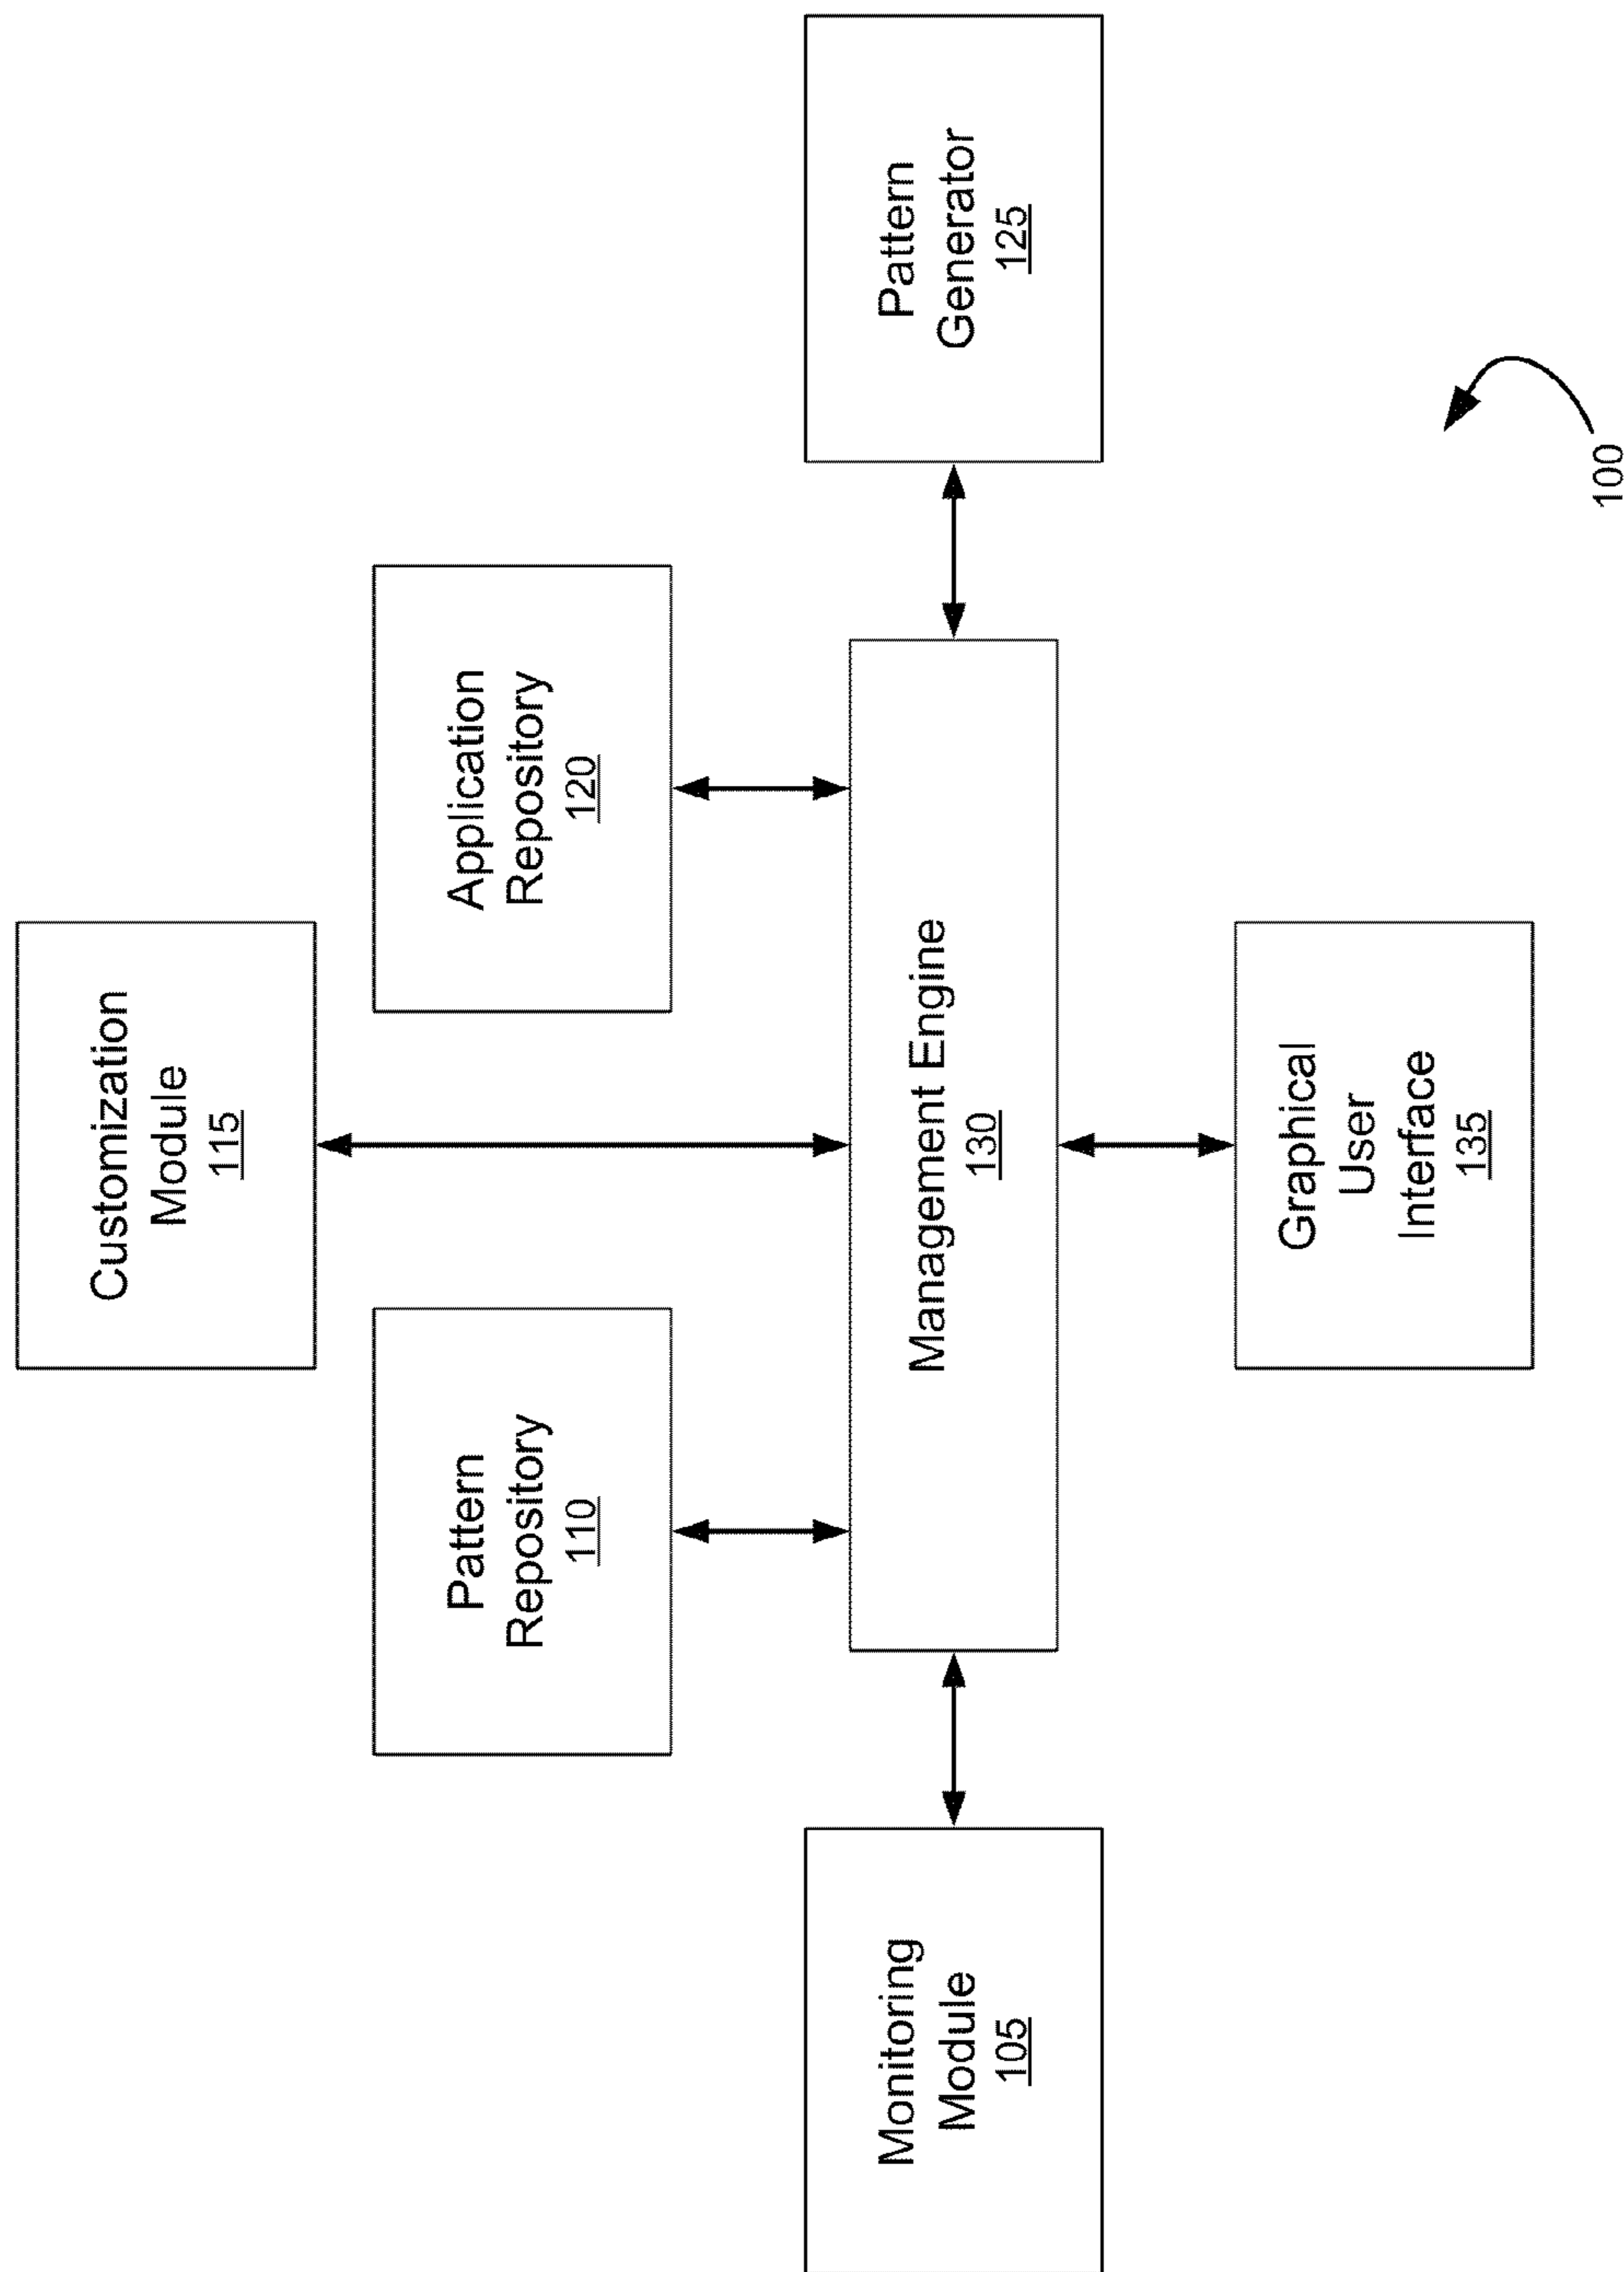 Customization
Module
115
Pattern
Repository
110
Application
Repository
120
Monitoring
Module
105
Management Engine
130
Pattern
Generator
125
Graphical
User
Interface
135
100